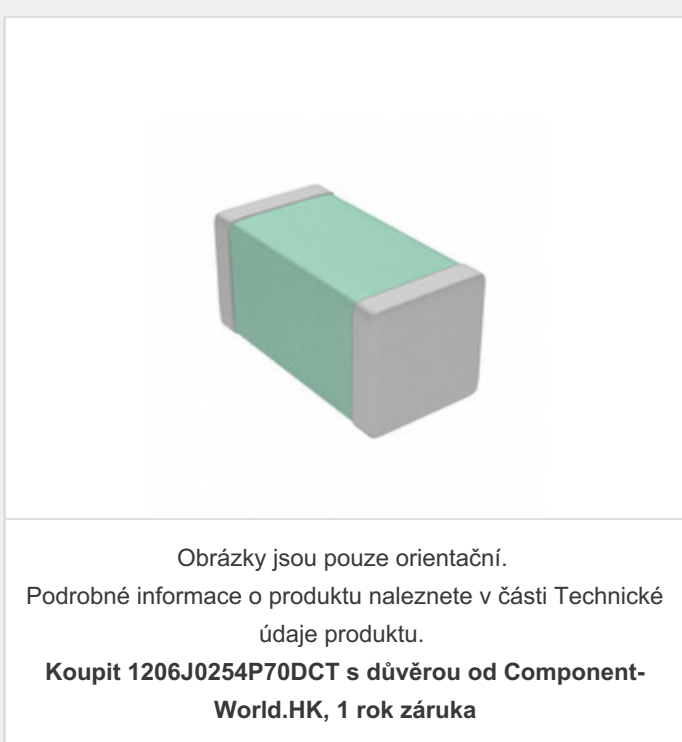 Obrázky jsou pouze orientační.
Podrobné informace o produktu naleznete v části Technické
údaje produktu.
Koupit 1206J0254P70DCT s důvěrou od Component-
World.HK, 1 rok záruka